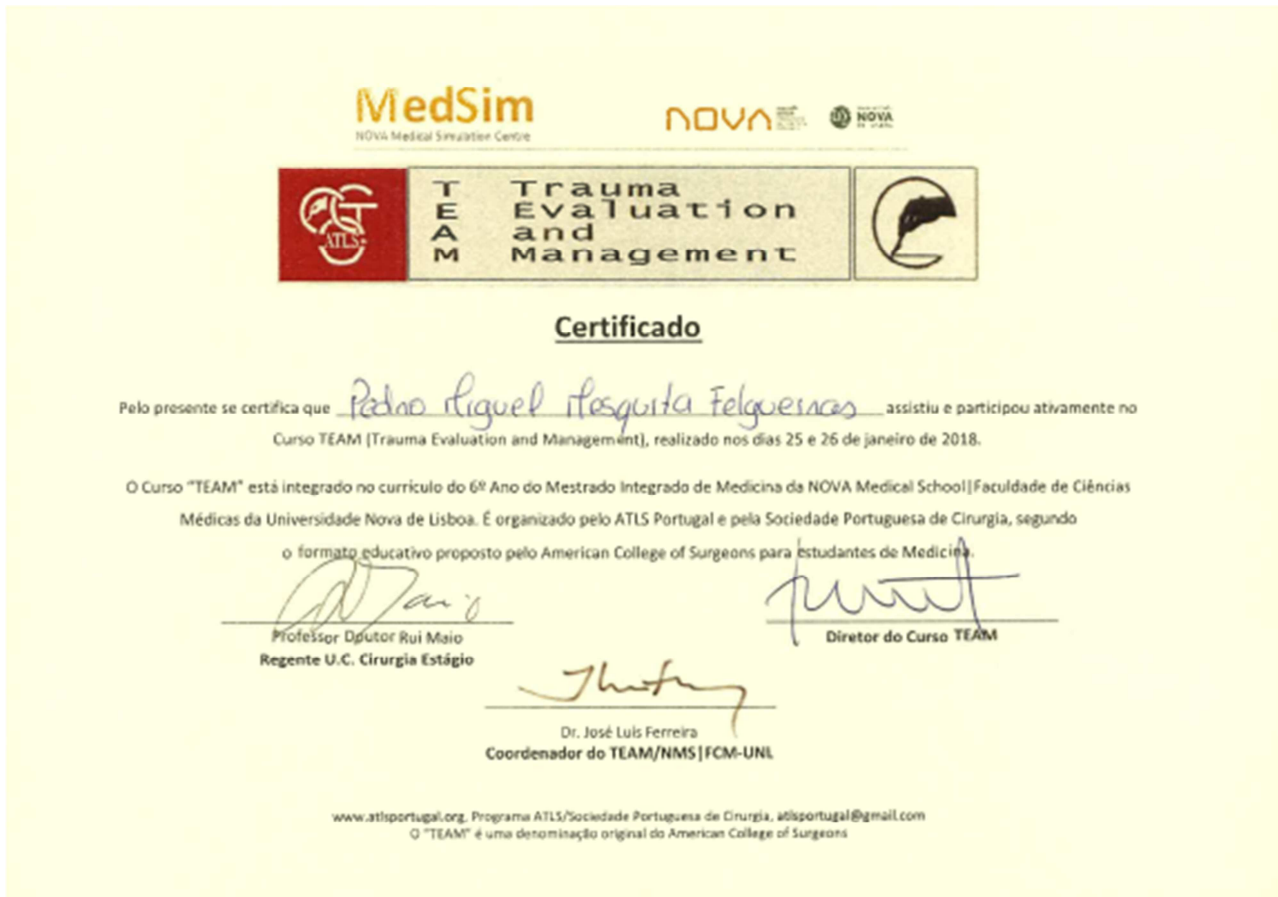 MedSim
NOVA Medical Simulation Centre
NOVA
NOVA
ATLS
T Trauma
E Evaluation
A and
M Management
Certificado
Pelo presente se certifica que Pedro Miguel Mesquita Felgueiras assistiu e participou ativamente no
Curso TEAM (Trauma Evaluation and Management), realizado nos dias 25 e 26 de janeiro de 2018.
O Curso "TEAM" está integrado no currículo do 6º Ano do Mestrado Integrado de Medicina da NOVA Medical School|Faculdade de Ciências
Médicas da Universidade Nova de Lisboa. É organizado pelo ATLS Portugal e pela Sociedade Portuguesa de Cirurgia, segundo
o formato educativo proposto pelo American College of Surgeons para estudantes de Medicina.
Professor Doutor Rui Maio
Regente U.C. Cirurgia Estágio
Diretor do Curso TEAM
Dr. José Luís Ferreira
Coordenador do TEAM/NMS|FCM-UNL
www.atlsportugal.org, Programa ATLS/Sociedade Portuguesa de Cirurgia, atlsportugal@gmail.com
O "TEAM" é uma denominação original do American College of Surgeons